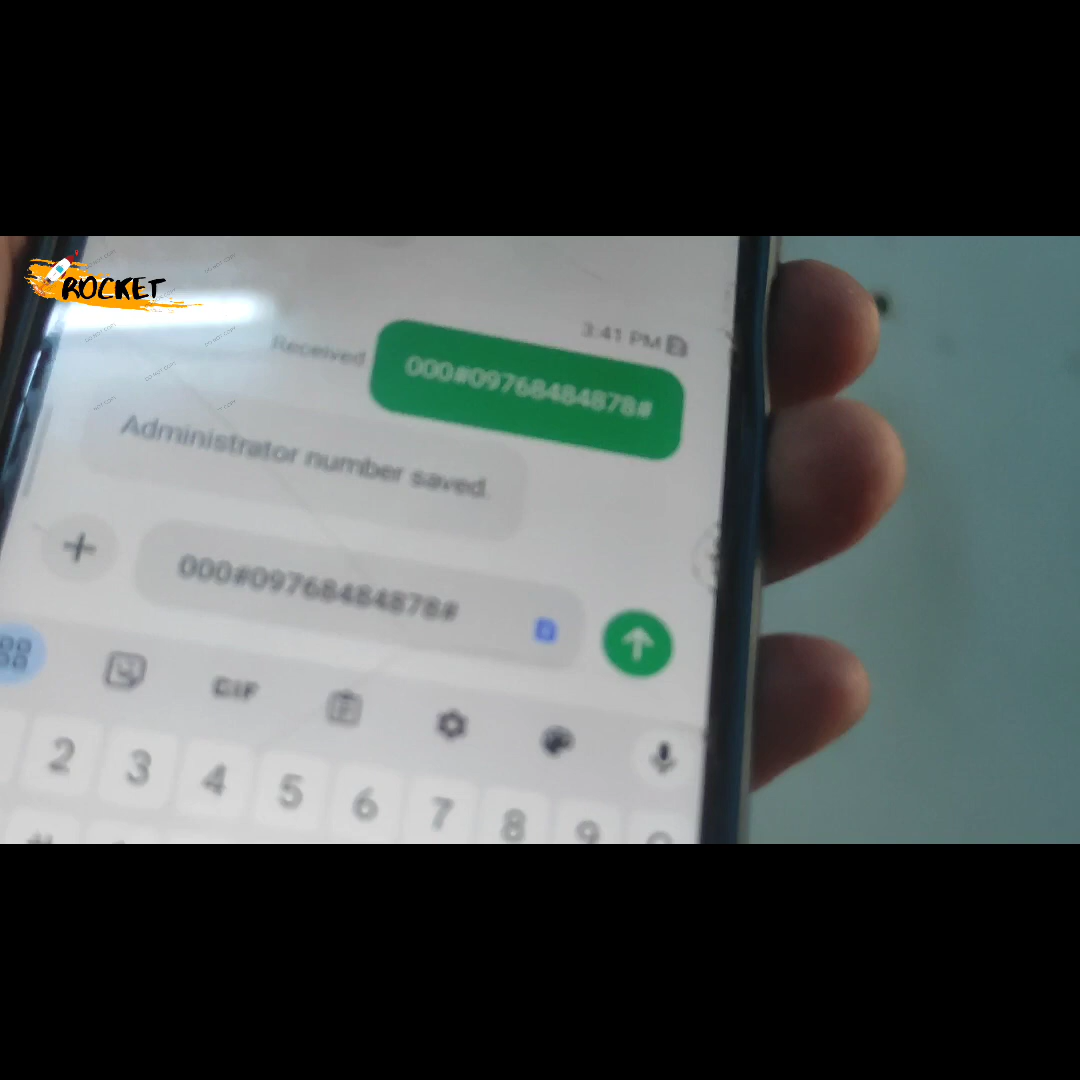 ROCKET
3:41 PM
Received
000#09768484878#
Administrator number saved.
000#09768484878#
GIF
2 3 4 5 6 7 8 9